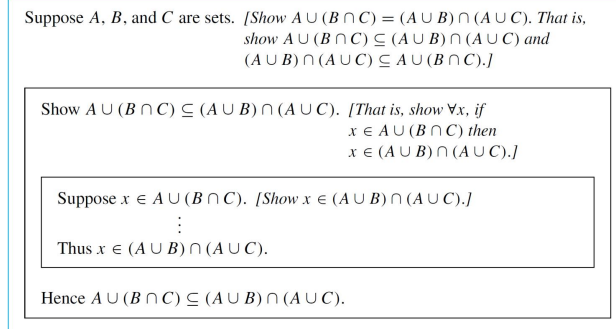 Suppose A, B, and C are sets. [Show A ∪ (B ∩ C) = (A ∪ B) ∩ (A ∪ C). That is,
show A ∪ (B ∩ C) ⊆ (A ∪ B) ∩ (A ∪ C) and
(A ∪ B) ∩ (A ∪ C) ⊆ A ∪ (B ∩ C).]
Show A ∪ (B ∩ C) ⊆ (A ∪ B) ∩ (A ∪ C). [That is, show ∀x, if
x ∈ A ∪ (B ∩ C) then
x ∈ (A ∪ B) ∩ (A ∪ C).]
Suppose x ∈ A ∪ (B ∩ C). [Show x ∈ (A ∪ B) ∩ (A ∪ C).]
⋮
Thus x ∈ (A ∪ B) ∩ (A ∪ C).
Hence A ∪ (B ∩ C) ⊆ (A ∪ B) ∩ (A ∪ C).